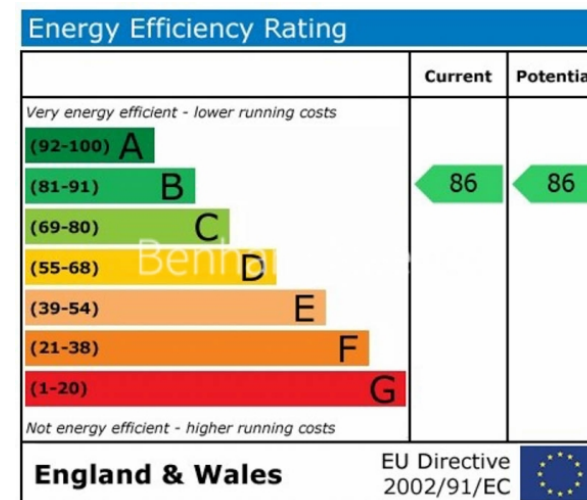 Energy Efficiency Rating
Current Potentia
Very energy efficient - lower running costs
(92-100) A
(81-91) B 86 86
(69-80) C
(55-68) D
(39-54) E
(21-38) F
(1-20) G
Not energy efficient - higher running costs
England & Wales
EU Directive
2002/91/EC